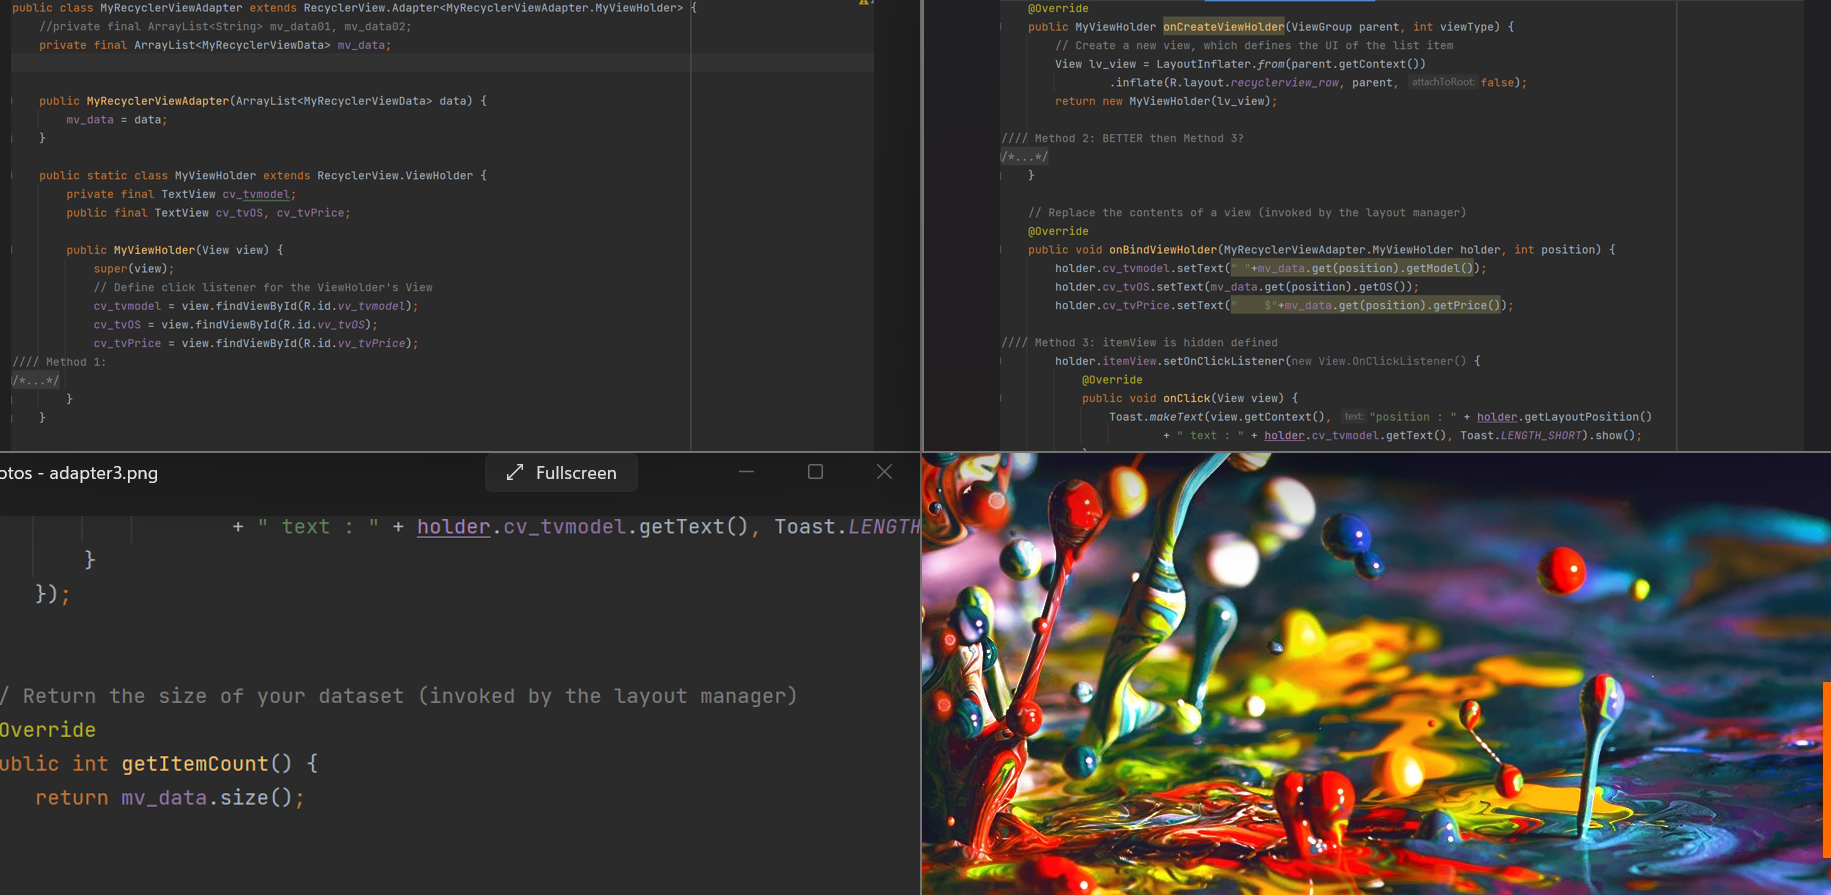 public class MyRecyclerViewAdapter extends RecyclerView.Adapter<MyRecyclerViewAdapter.MyViewHolder> {
//private final ArrayList<String> mv_data01, mv_data02;
private final ArrayList<MyRecyclerViewData> mv_data;
public MyRecyclerViewAdapter(ArrayList<MyRecyclerViewData> data) {
mv_data = data;
}
public static class MyViewHolder extends RecyclerView.ViewHolder {
private final TextView cv_tvmodel;
public final TextView cv_tvOS, cv_tvPrice;
public MyViewHolder(View view) {
super(view);
// Define click listener for the ViewHolder's View
cv_tvmodel = view.findViewById(R.id.vv_tvmodel);
cv_tvOS = view.findViewById(R.id.vv_tvOS);
cv_tvPrice = view.findViewById(R.id.vv_tvPrice);
//// Method 1:
/*...*/
}
}
@Override
public MyViewHolder onCreateViewHolder(ViewGroup parent, int viewType) {
// Create a new view, which defines the UI of the list item
View lv_view = LayoutInflater.from(parent.getContext())
.inflate(R.layout.recyclerview_row, parent, attachToRoot: false);
return new MyViewHolder(lv_view);
//// Method 2: BETTER then Method 3?
/*...*/
}
// Replace the contents of a view (invoked by the layout manager)
@Override
public void onBindViewHolder(MyRecyclerViewAdapter.MyViewHolder holder, int position) {
holder.cv_tvmodel.setText(" "+mv_data.get(position).getModel());
holder.cv_tvOS.setText(mv_data.get(position).getOS());
holder.cv_tvPrice.setText("    $"+mv_data.get(position).getPrice());
//// Method 3: itemView is hidden defined
holder.itemView.setOnClickListener(new View.OnClickListener() {
@Override
public void onClick(View view) {
Toast.makeText(view.getContext(), text: "position : " + holder.getLayoutPosition()
+ " text : " + holder.cv_tvmodel.getText(), Toast.LENGTH_SHORT).show();
otos - adapter3.png
Fullscreen
+ " text : " + holder.cv_tvmodel.getText(), Toast.LENGTH
}
});
/ Return the size of your dataset (invoked by the layout manager)
Override
ublic int getItemCount() {
return mv_data.size();